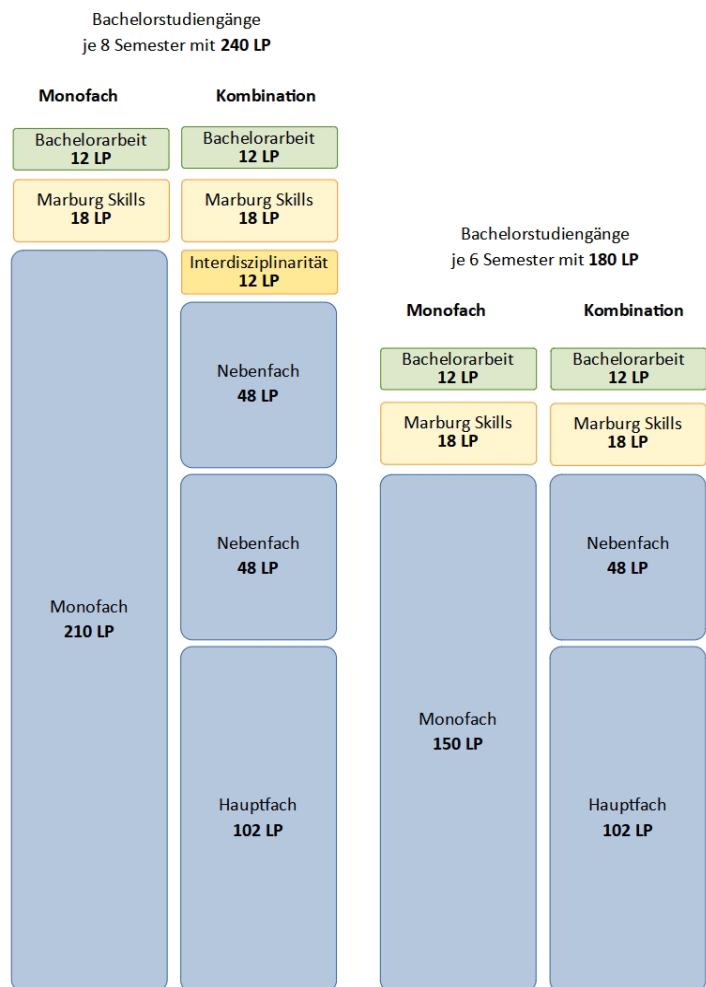 Bachelorstudiengänge
je 8 Semester mit 240 LP
Monofach
Bachelorarbeit
12 LP
Marburg Skills
18 LP
Monofach
210 LP
Kombination
Bachelorarbeit
12 LP
Marburg Skills
18 LP
Interdisziplinarität
12 LP
Nebenfach
48 LP
Nebenfach
48 LP
Hauptfach
102 LP
Bachelorstudiengänge
je 6 Semester mit 180 LP
Monofach
Bachelorarbeit
12 LP
Marburg Skills
18 LP
Monofach
150 LP
Kombination
Bachelorarbeit
12 LP
Marburg Skills
18 LP
Nebenfach
48 LP
Hauptfach
102 LP